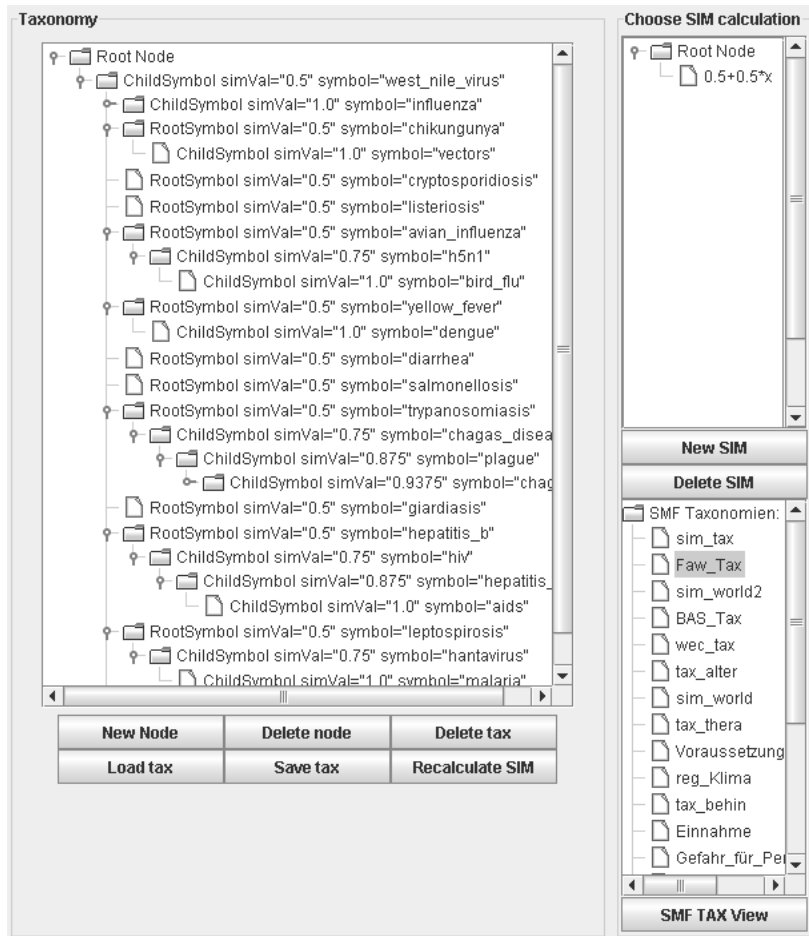 Taxonomy
Root Node
ChildSymbol simVal="0.5" symbol="west_nile_virus"
ChildSymbol simVal="1.0" symbol="influenza"
RootSymbol simVal="0.5" symbol="chikungunya"
ChildSymbol simVal="1.0" symbol="vectors"
RootSymbol simVal="0.5" symbol="cryptosporidiosis"
RootSymbol simVal="0.5" symbol="listeriosis"
RootSymbol simVal="0.5" symbol="avian_influenza"
ChildSymbol simVal="0.75" symbol="h5n1"
ChildSymbol simVal="1.0" symbol="bird_flu"
RootSymbol simVal="0.5" symbol="yellow_fever"
ChildSymbol simVal="1.0" symbol="dengue"
RootSymbol simVal="0.5" symbol="diarrhea"
RootSymbol simVal="0.5" symbol="salmonellosis"
RootSymbol simVal="0.5" symbol="trypanosomiasis"
ChildSymbol simVal="0.75" symbol="chagas_disea
ChildSymbol simVal="0.875" symbol="plague"
ChildSymbol simVal="0.9375" symbol="chag
RootSymbol simVal="0.5" symbol="giardiasis"
RootSymbol simVal="0.5" symbol="hepatitis_b"
ChildSymbol simVal="0.75" symbol="hiv"
ChildSymbol simVal="0.875" symbol="hepatitis_
ChildSymbol simVal="1.0" symbol="aids"
RootSymbol simVal="0.5" symbol="leptospirosis"
ChildSymbol simVal="0.75" symbol="hantavirus"
ChildSymbol simVal="1.0" symbol="malaria"
New Node
Delete node
Delete tax
Load tax
Save tax
Recalculate SIM
Choose SIM calculation
Root Node
0.5+0.5*x
New SIM
Delete SIM
SMF Taxonomien:
sim_tax
Faw_Tax
sim_world2
BAS_Tax
wec_tax
tax_alter
sim_world
tax_thera
Voraussetzung
reg_Klima
tax_behin
Einnahme
Gefahr_für_Per
SMF TAX View